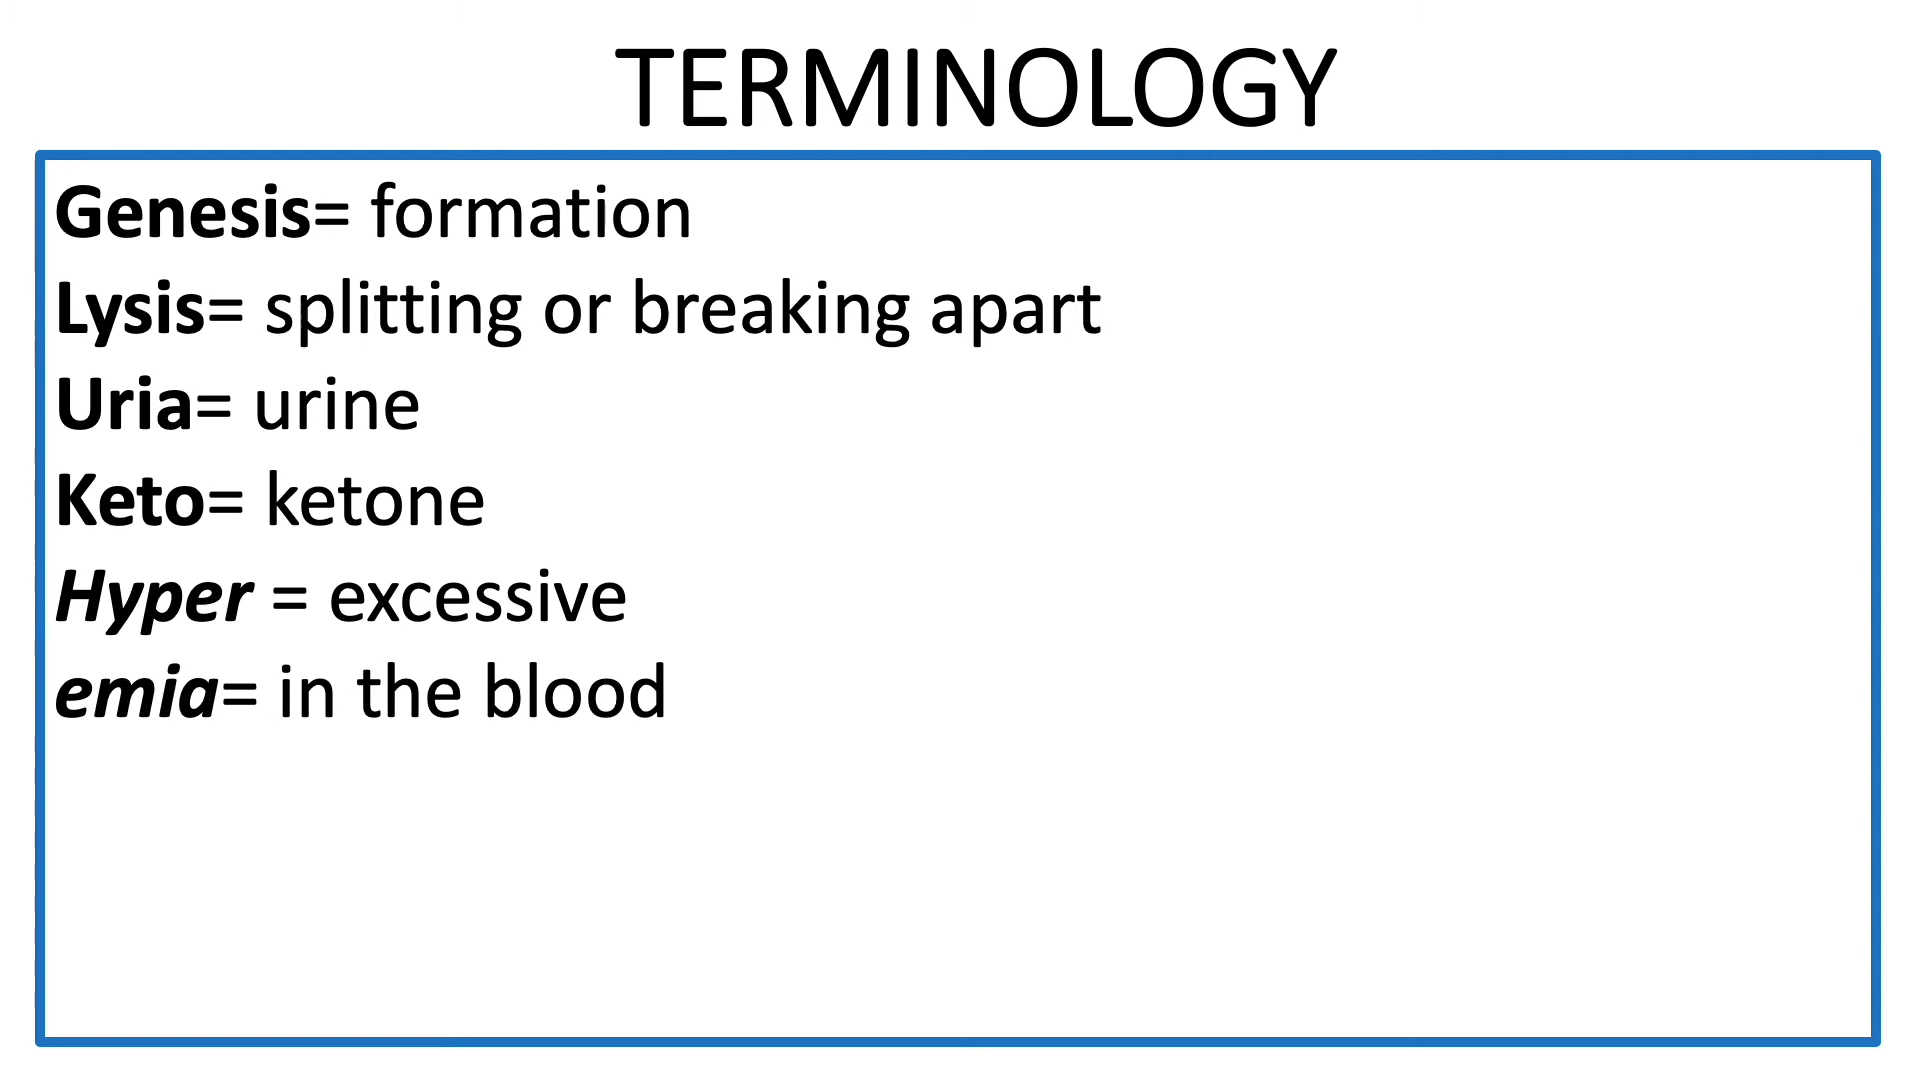 TERMINOLOGY
Genesis= formation
Lysis= splitting or breaking apart
Uria= urine
Keto= ketone
Hyper = excessive
emia= in the blood